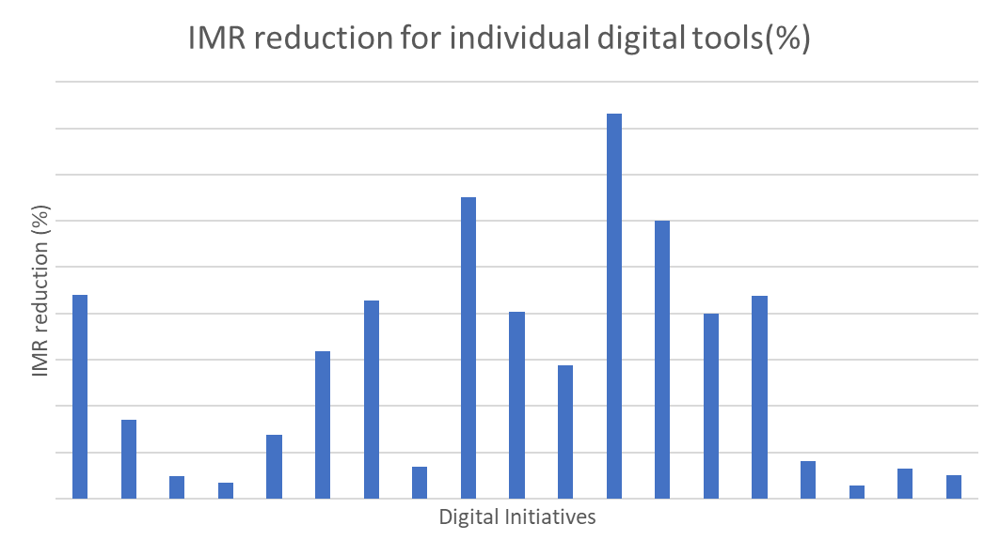 IMR reduction for individual digital tools(%)
IMR reduction (%)
Digital Initiatives